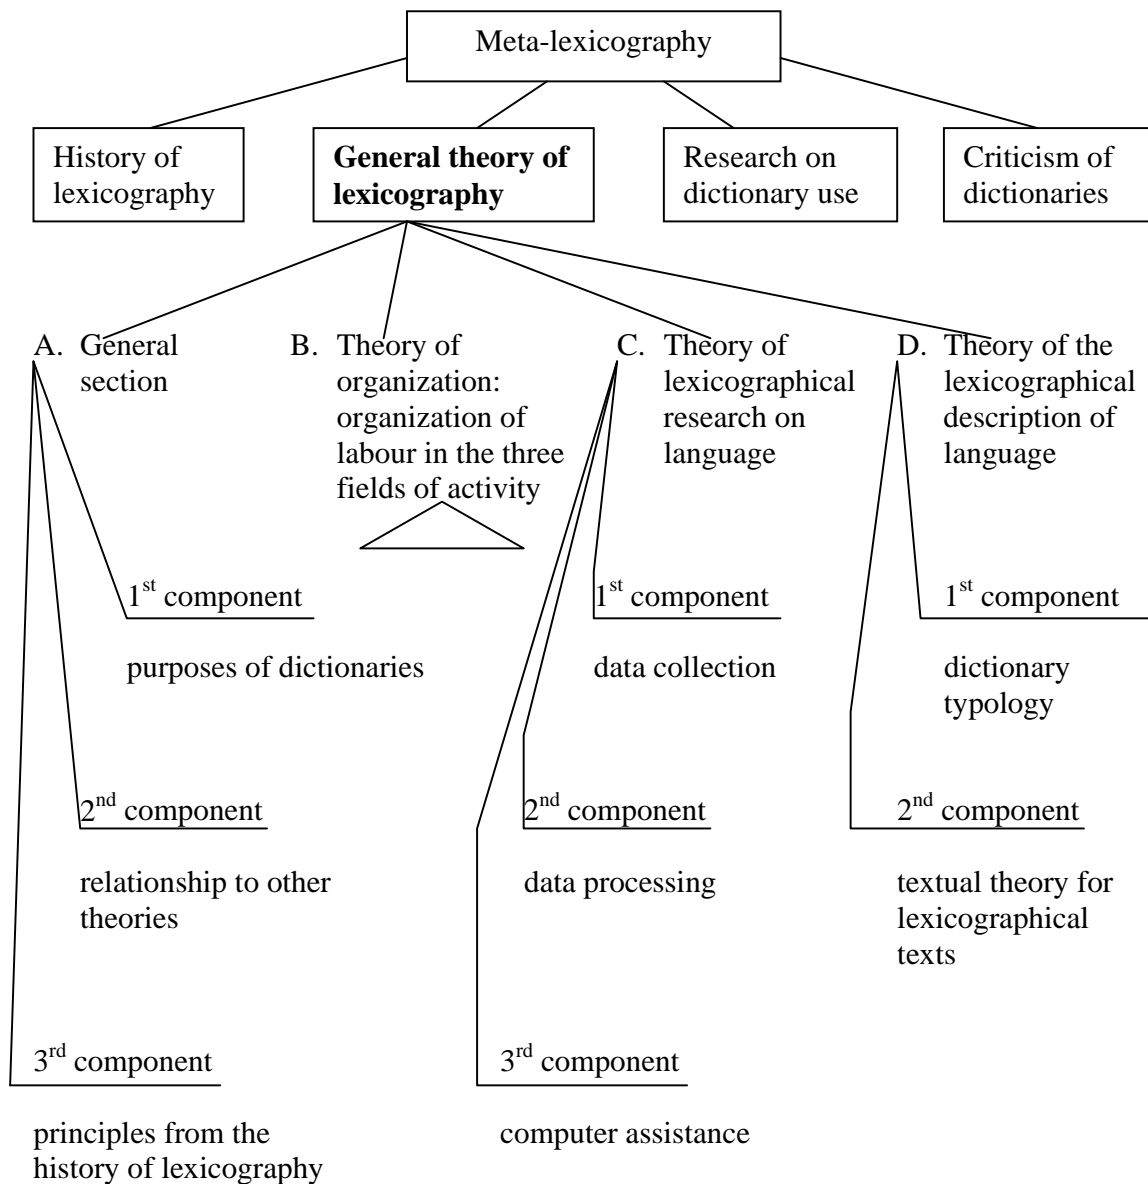 Meta-lexicography
History of
lexicography
General theory of
lexicography
Research on
dictionary use
Criticism of
dictionaries
A. General
section
B. Theory of
organization:
organization of
labour in the three
fields of activity
C. Theory of
lexicographical
research on
language
D. Theory of the
lexicographical
description of
language
1st component
purposes of dictionaries
2nd component
relationship to other
theories
3rd component
principles from the
history of lexicography
1st component
data collection
2nd component
data processing
3rd component
computer assistance
1st component
dictionary
typology
2nd component
textual theory for
lexicographical
texts